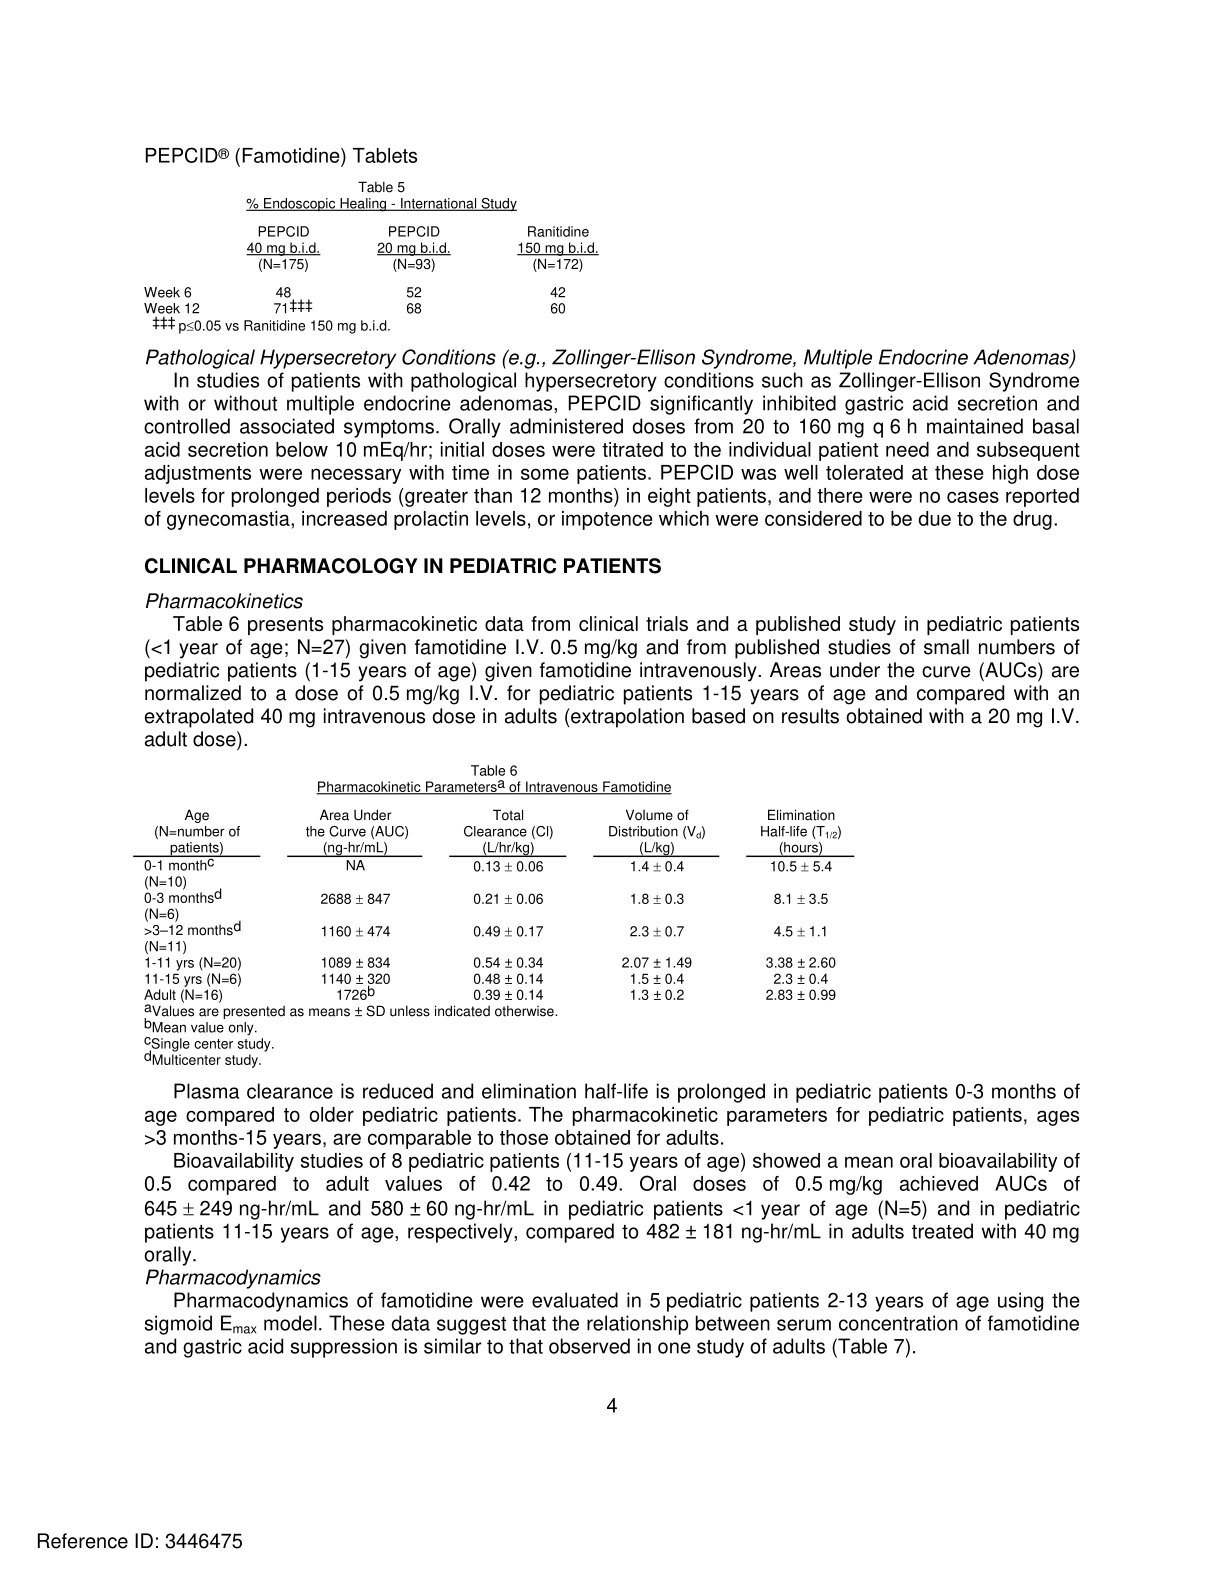 PEPCID® (Famotidine) Tablets
Table 5
% Endoscopic Healing - International Study
PEPCID PEPCID Ranitidine
40 mg b.i.d. 20 mg b.i.d. 150 mg b.i.d.
(N=175) (N=93) (N=172)
Week 6 48 52 42
Week 12 71‡‡‡ 68 60
‡‡‡ p≤0.05 vs Ranitidine 150 mg b.i.d.
Pathological Hypersecretory Conditions (e.g., Zollinger-Ellison Syndrome, Multiple Endocrine Adenomas)
In studies of patients with pathological hypersecretory conditions such as Zollinger-Ellison Syndrome
with or without multiple endocrine adenomas, PEPCID significantly inhibited gastric acid secretion and
controlled associated symptoms. Orally administered doses from 20 to 160 mg q 6 h maintained basal
acid secretion below 10 mEq/hr; initial doses were titrated to the individual patient need and subsequent
adjustments were necessary with time in some patients. PEPCID was well tolerated at these high dose
levels for prolonged periods (greater than 12 months) in eight patients, and there were no cases reported
of gynecomastia, increased prolactin levels, or impotence which were considered to be due to the drug.
CLINICAL PHARMACOLOGY IN PEDIATRIC PATIENTS
Pharmacokinetics
Table 6 presents pharmacokinetic data from clinical trials and a published study in pediatric patients
(<1 year of age; N=27) given famotidine I.V. 0.5 mg/kg and from published studies of small numbers of
pediatric patients (1-15 years of age) given famotidine intravenously. Areas under the curve (AUCs) are
normalized to a dose of 0.5 mg/kg I.V. for pediatric patients 1-15 years of age and compared with an
extrapolated 40 mg intravenous dose in adults (extrapolation based on results obtained with a 20 mg I.V.
adult dose).
Table 6
Pharmacokinetic Parametersa of Intravenous Famotidine
Age Area Under Total Volume of Elimination
(N=number of the Curve (AUC) Clearance (Cl) Distribution (Vd) Half-life (T1/2)
patients) (ng-hr/mL) (L/hr/kg) (L/kg) (hours)
0-1 monthc NA 0.13 ± 0.06 1.4 ± 0.4 10.5 ± 5.4
(N=10)
0-3 monthsd 2688 ± 847 0.21 ± 0.06 1.8 ± 0.3 8.1 ± 3.5
(N=6)
>3–12 monthsd 1160 ± 474 0.49 ± 0.17 2.3 ± 0.7 4.5 ± 1.1
(N=11)
1-11 yrs (N=20) 1089 ± 834 0.54 ± 0.34 2.07 ± 1.49 3.38 ± 2.60
11-15 yrs (N=6) 1140 ± 320 0.48 ± 0.14 1.5 ± 0.4 2.3 ± 0.4
Adult (N=16) 1726b 0.39 ± 0.14 1.3 ± 0.2 2.83 ± 0.99
aValues are presented as means ± SD unless indicated otherwise.
bMean value only.
cSingle center study.
dMulticenter study.
Plasma clearance is reduced and elimination half-life is prolonged in pediatric patients 0-3 months of
age compared to older pediatric patients. The pharmacokinetic parameters for pediatric patients, ages
>3 months-15 years, are comparable to those obtained for adults.
Bioavailability studies of 8 pediatric patients (11-15 years of age) showed a mean oral bioavailability of
0.5 compared to adult values of 0.42 to 0.49. Oral doses of 0.5 mg/kg achieved AUCs of
645 ± 249 ng-hr/mL and 580 ± 60 ng-hr/mL in pediatric patients <1 year of age (N=5) and in pediatric
patients 11-15 years of age, respectively, compared to 482 ± 181 ng-hr/mL in adults treated with 40 mg
orally.
Pharmacodynamics
Pharmacodynamics of famotidine were evaluated in 5 pediatric patients 2-13 years of age using the
sigmoid Emax model. These data suggest that the relationship between serum concentration of famotidine
and gastric acid suppression is similar to that observed in one study of adults (Table 7).
4
Reference ID: 3446475